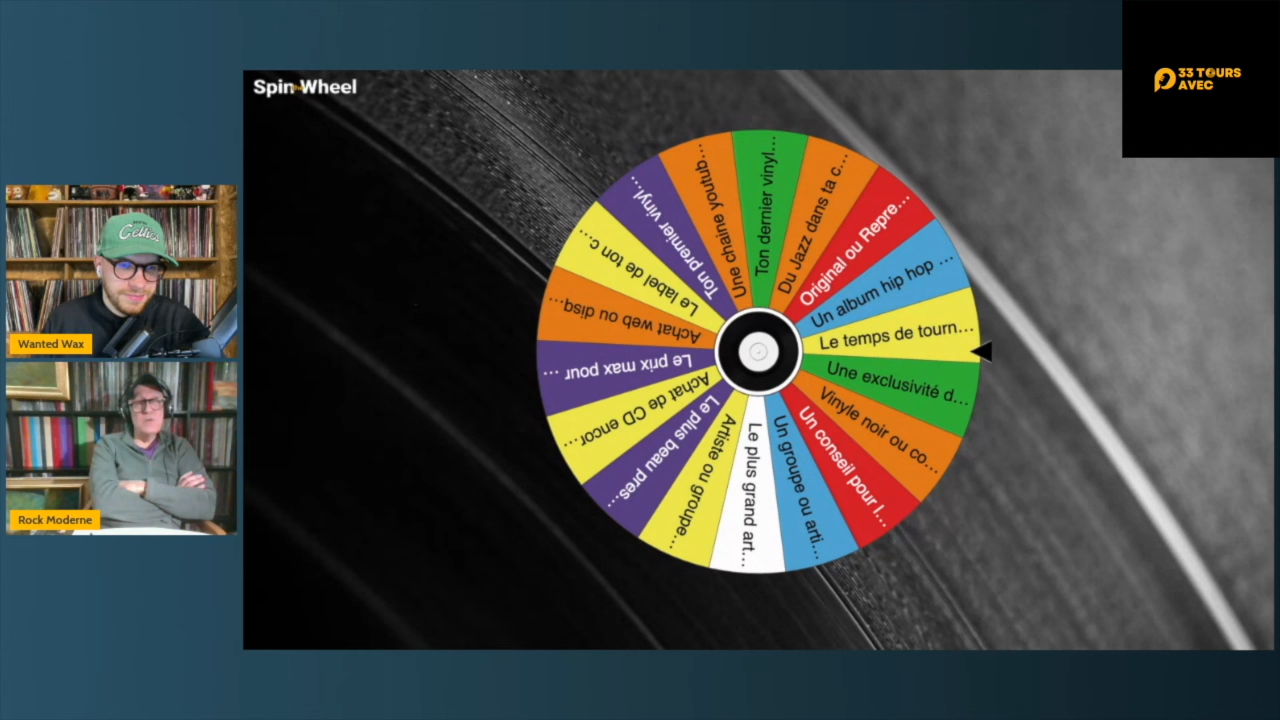 33 TOURS
AVEC
Spin Wheel
Ton dernier vinyl...
Du Jazz dans ta c...
Original ou Repre...
Un album hip hop ...
Le temps de tourn...
Une exclusivité d...
Vinyle noir ou co...
Un conseil pour l...
Un groupe ou arti...
Le plus grand art...
Artiste ou groupe...
Le plus beau pres...
Achat de CD encor...
Le prix max pour ...
Achat web ou disq...
Le label de ton c...
Ton premier vinyl...
Une chaine youtub...
Celtics
Wanted Wax
Rock Moderne